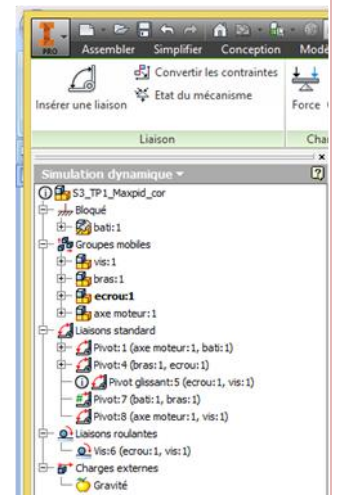 PRO
Assembler Simplifier Conception Modè
Insérer une liaison
Convertir les contraintes
Etat du mécanisme
Force
Liaison
Cha
Simulation dynamique
S3_TP1_Maxpid_cor
Bloqué
bati:1
Groupes mobiles
vis:1
bras:1
ecrou:1
axe moteur:1
Liaisons standard
Pivot:1 (axe moteur:1, bati:1)
Pivot:4 (bras:1, ecrou:1)
Pivot glissant:5 (ecrou:1, vis:1)
Pivot:7 (bati:1, bras:1)
Pivot:8 (axe moteur:1, vis:1)
Liaisons roulantes
Vis:6 (ecrou:1, vis:1)
Charges externes
Gravité